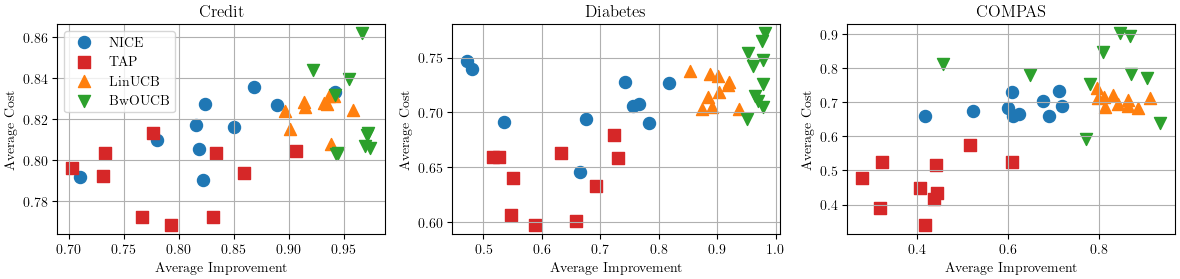 Credit
0.86
0.84
0.82
0.80
0.78
Average Cost
NICE
TAP
LinUCB
BwOUCB
0.70 0.75 0.80 0.85 0.90 0.95
Average Improvement
Diabetes
0.75
0.70
0.65
0.60
Average Cost
0.5 0.6 0.7 0.8 0.9 1.0
Average Improvement
COMPAS
0.9
0.8
0.7
0.6
0.5
0.4
Average Cost
0.4 0.6 0.8
Average Improvement